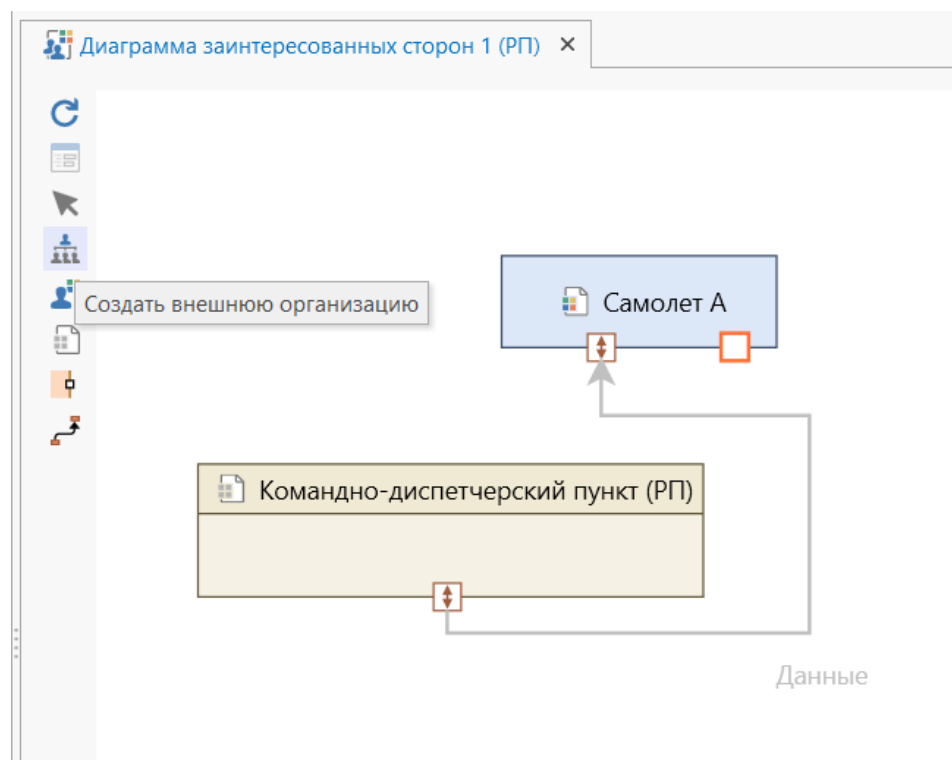 Диаграмма заинтересованных сторон 1 (РП)
Создать внешнюю организацию
Самолет А
Командно-диспетчерский пункт (РП)
Данные